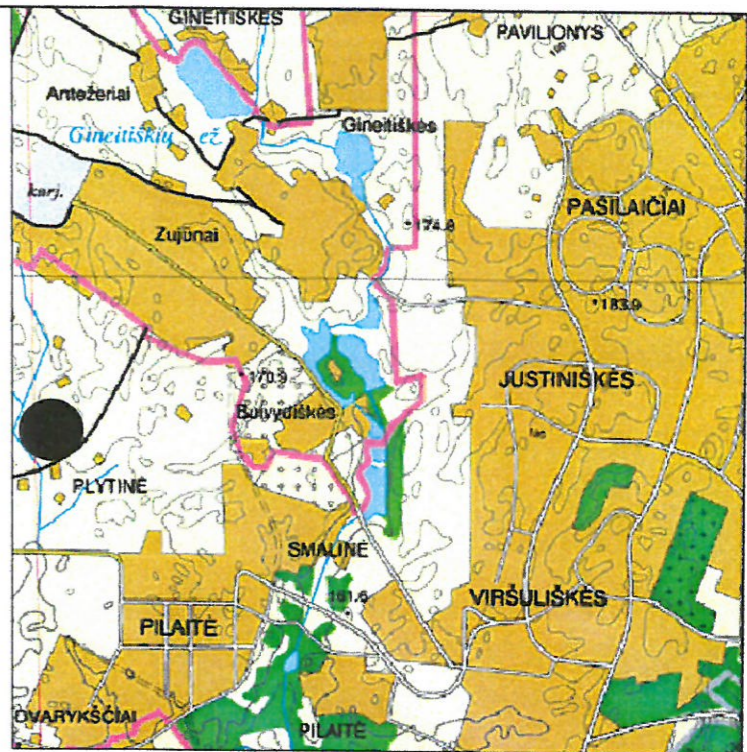 GINEITIŠKĖS
PAVILIONYS
Antežeriai
Gineitiškių ež.
Gineitiškės
karj.
Zujūnai
174.8
PAŠILAIČIAI
183.9
170.9
JUSTINIŠKĖS
Buivydiškės
PLYTINĖ
SMALINĖ
161.6
VIRŠULIŠKĖS
PILAITĖ
DVARYKŠČIAI
PILAITĖ